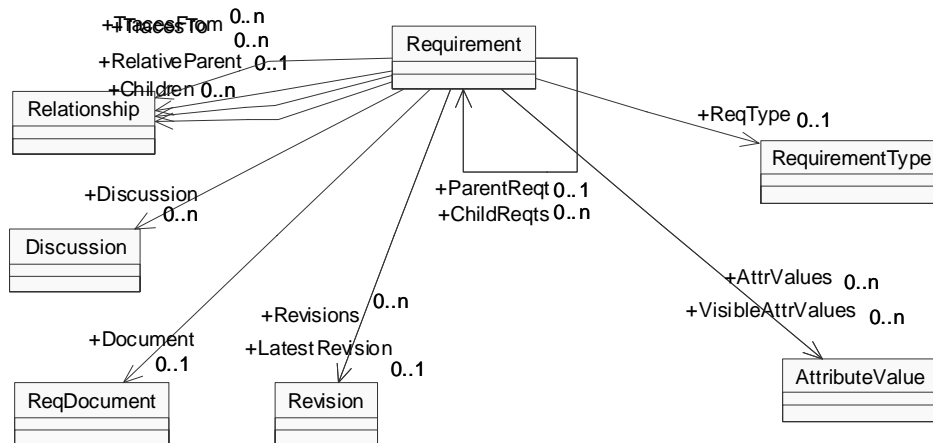 +TracesFrom 0..n
+TracesTo
0..n
Requirement
+RelativeParent 0..1
+Children 0..n
Relationship
+ReqType 0..1
RequirementType
+ParentReqt 0..1
+Discussion
0..n
+ChildReqts 0..n
Discussion
+AttrValues 0..n
0..n
+Revisions
+VisibleAttrValues 0..n
+Document
0..1
+LatestRevision
0..1
AttributeValue
ReqDocument
Revision